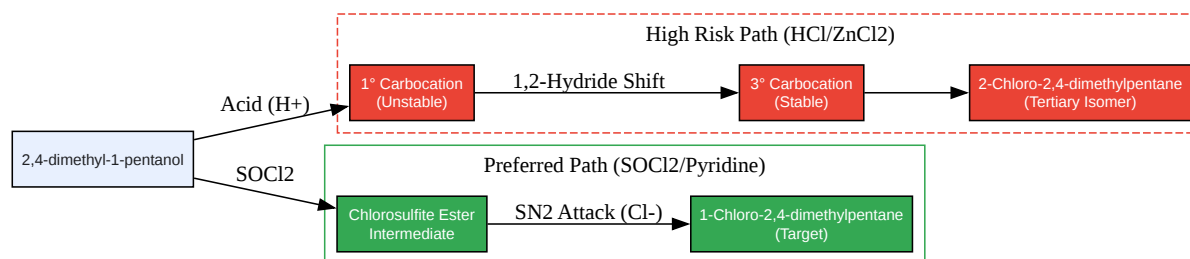 High Risk Path (HCl/ZnCl2)
1° Carbocation
(Unstable)
1,2-Hydride Shift
3° Carbocation
(Stable)
2-Chloro-2,4-dimethylpentane
(Tertiary Isomer)
Acid (H+)
2,4-dimethyl-1-pentanol
SOCl2
Preferred Path (SOCl2/Pyridine)
Chlorosulfite Ester
Intermediate
SN2 Attack (Cl-)
1-Chloro-2,4-dimethylpentane
(Target)